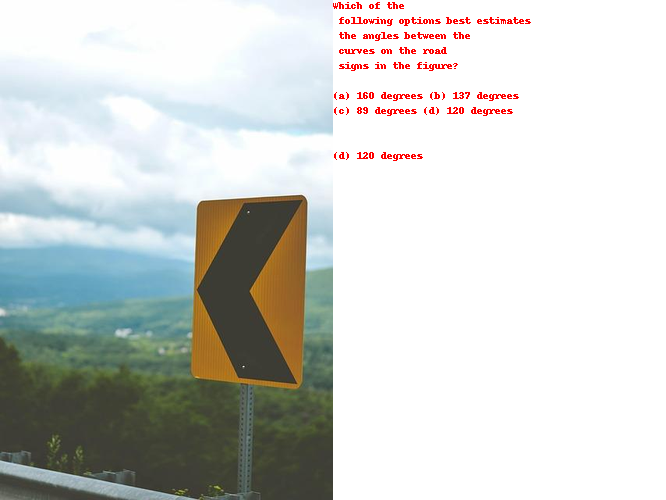 Which of the
following options best estimates
the angles between the
curves on the road
signs in the figure?
(a) 160 degrees (b) 137 degrees
(c) 89 degrees (d) 120 degrees
(d) 120 degrees